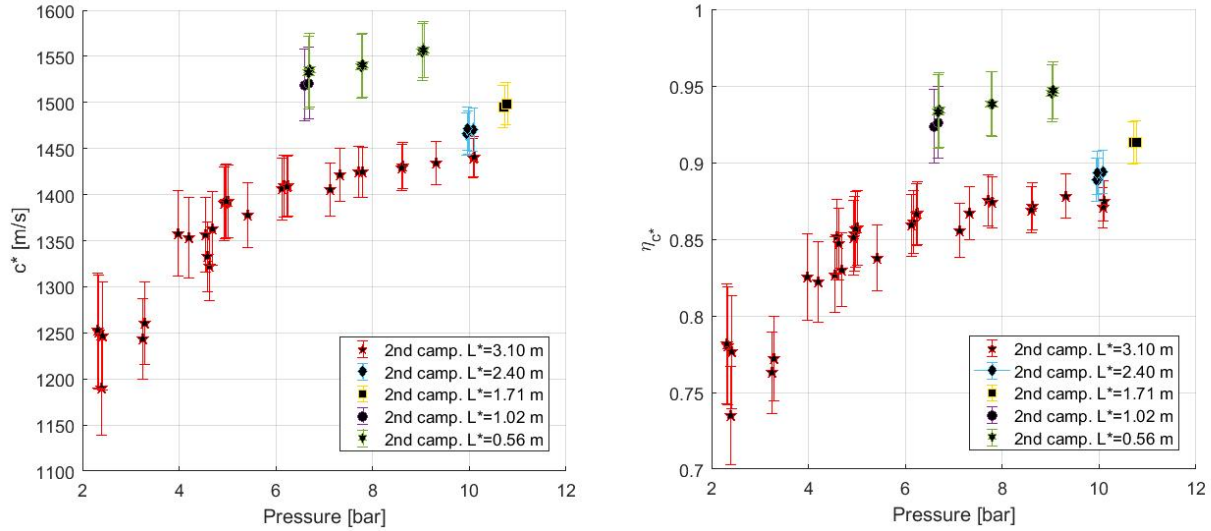 1600
1550
1500
1450
1400
1350
1300
1250
1200
1150
1100
c* [m/s]
2 4 6 8 10 12
Pressure [bar]
2nd camp. L*=3.10 m
2nd camp. L*=2.40 m
2nd camp. L*=1.71 m
2nd camp. L*=1.02 m
2nd camp. L*=0.56 m
1
0.95
0.9
0.85
0.8
0.75
0.7
η_c*
2 4 6 8 10 12
Pressure [bar]
2nd camp. L*=3.10 m
2nd camp. L*=2.40 m
2nd camp. L*=1.71 m
2nd camp. L*=1.02 m
2nd camp. L*=0.56 m